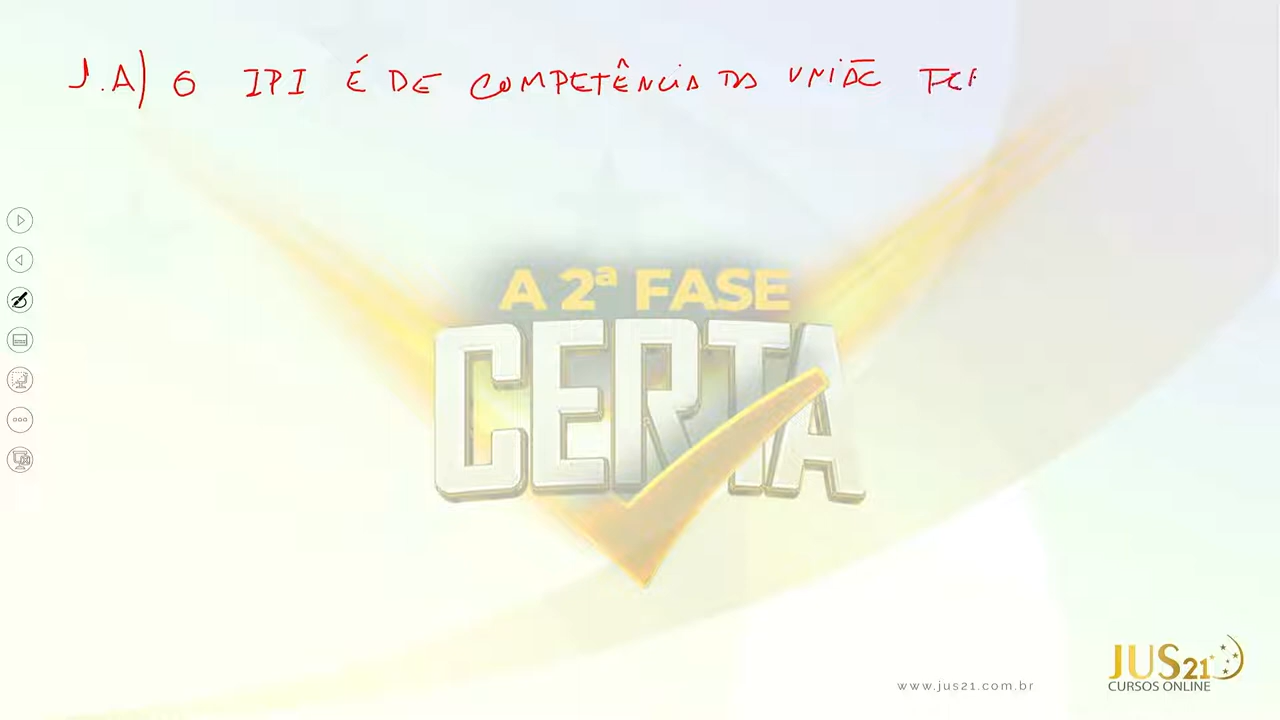 1.A) O IPI É DE COMPETÊNCIA DA UNIÃO
A 2ª FASE
CERTA
JUS21
CURSOS ONLINE
www.jus21.com.br